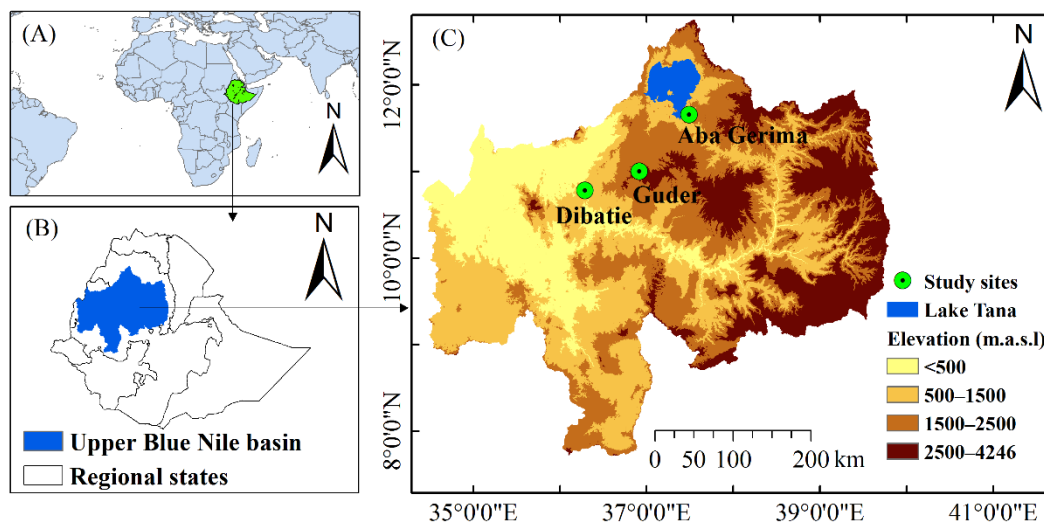 (A)
N
(B)
N
Upper Blue Nile basin
Regional states
(C)
N
12°0'0"N
10°0'0"N
8°0'0"N
Aba Gerima
Guder
Dibatie
Study sites
Lake Tana
Elevation (m.a.s.l)
<500
500–1500
1500–2500
2500–4246
0 50 100 200 km
35°0'0"E 37°0'0"E 39°0'0"E 41°0'0"E